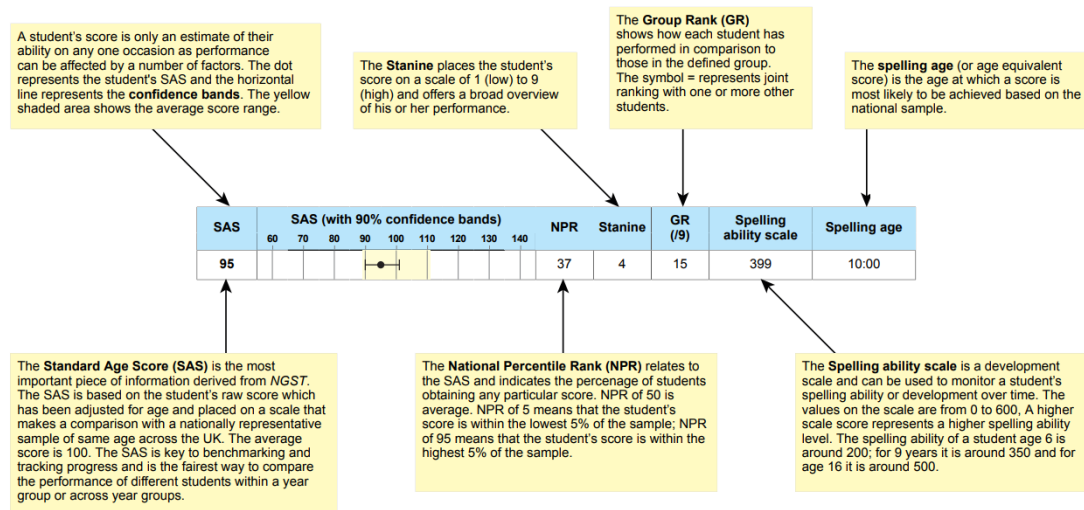 A student's score is only an estimate of their
ability on any one occasion as performance
can be affected by a number of factors. The dot
represents the student's SAS and the horizontal
line represents the confidence bands. The yellow
shaded area shows the average score range.
The Stanine places the student's
score on a scale of 1 (low) to 9
(high) and offers a broad overview
of his or her performance.
The Group Rank (GR)
shows how each student has
performed in comparison to
those in the defined group.
The symbol = represents joint
ranking with one or more other
students.
The spelling age (or age equivalent
score) is the age at which a score is
most likely to be achieved based on the
national sample.
SAS
SAS (with 90% confidence bands)
60 70 80 90 100 110 120 130 140
NPR
Stanine
GR
(/9)
Spelling
ability scale
Spelling age
95
37
4
15
399
10:00
The Standard Age Score (SAS) is the most
important piece of information derived from NGST.
The SAS is based on the student's raw score which
has been adjusted for age and placed on a scale that
makes a comparison with a nationally representative
sample of same age across the UK. The average
score is 100. The SAS is key to benchmarking and
tracking progress and is the fairest way to compare
the performance of different students within a year
group or across year groups.
The National Percentile Rank (NPR) relates to
the SAS and indicates the percenage of students
obtaining any particular score. NPR of 50 is
average. NPR of 5 means that the student's
score is within the lowest 5% of the sample; NPR
of 95 means that the student's score is within the
highest 5% of the sample.
The Spelling ability scale is a development
scale and can be used to monitor a student's
spelling ability or development over time. The
values on the scale are from 0 to 600, A higher
scale score represents a higher spelling ability
level. The spelling ability of a student age 6 is
around 200; for 9 years it is around 350 and for
age 16 it is around 500.